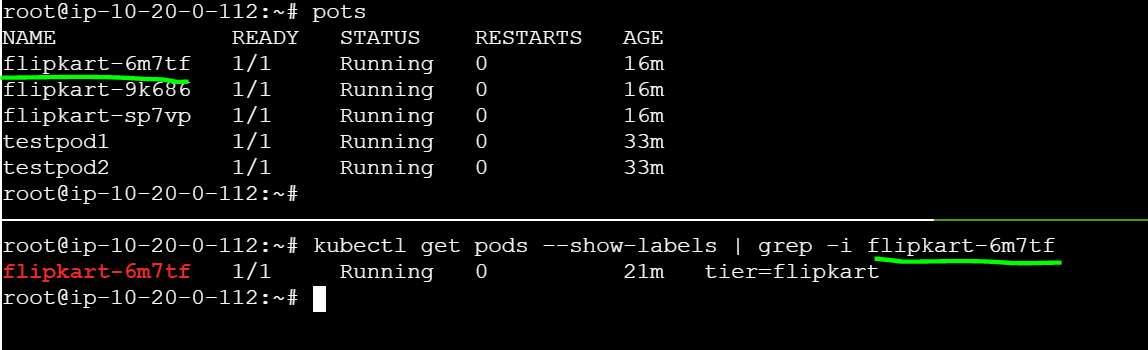 root@ip-10-20-0-112:~# pots
NAME READY STATUS RESTARTS AGE
flipkart-6m7tf 1/1 Running 0 16m
flipkart-9k686 1/1 Running 0 16m
flipkart-sp7vp 1/1 Running 0 16m
testpod1 1/1 Running 0 33m
testpod2 1/1 Running 0 33m
root@ip-10-20-0-112:~#
root@ip-10-20-0-112:~# kubectl get pods --show-labels | grep -i flipkart-6m7tf
flipkart-6m7tf 1/1 Running 0 21m tier=flipkart
root@ip-10-20-0-112:~#